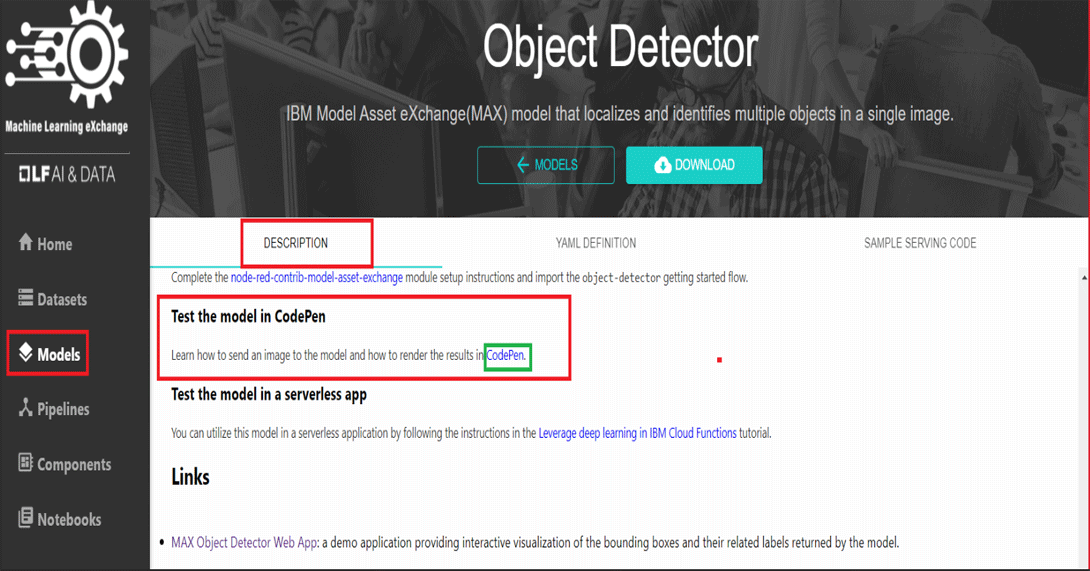 Machine Learning eXchange
LF AI & DATA
Home
Datasets
Models
Pipelines
Components
Notebooks
Object Detector
IBM Model Asset eXchange(MAX) model that localizes and identifies multiple objects in a single image.
MODELS
DOWNLOAD
DESCRIPTION
YAML DEFINITION
SAMPLE SERVING CODE
Complete the node-red-contrib-model-asset-exchange module setup instructions and import the object-detector getting started flow.
Test the model in CodePen
Learn how to send an image to the model and how to render the results in CodePen.
Test the model in a serverless app
You can utilize this model in a serverless application by following the instructions in the Leverage deep learning in IBM Cloud Functions tutorial.
Links
MAX Object Detector Web App: a demo application providing interactive visualization of the bounding boxes and their related labels returned by the model.